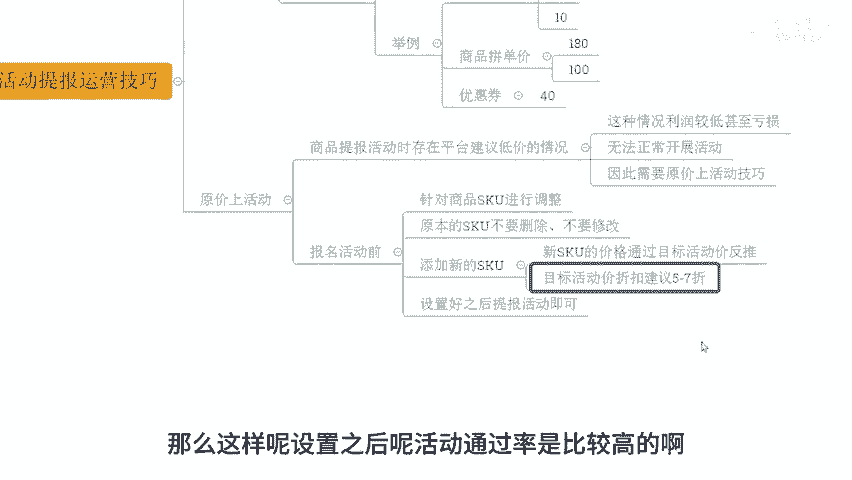 10
举例
180
商品拼单价
100
活动提报运营技巧
优惠券
40
这种情况利润较低甚至亏损
商品提报活动时存在平台建议低价的情况
无法正常开展活动
因此需要原价上活动技巧
原价上活动
针对商品SKU进行调整
原本的SKU不要删除、不要修改
报名活动前
新SKU的价格通过目标活动价反推
添加新的SKU
目标活动价折扣建议5-7折
设置好之后提报活动即可
那么这样呢设置之后呢活动通过率是比较高的啊